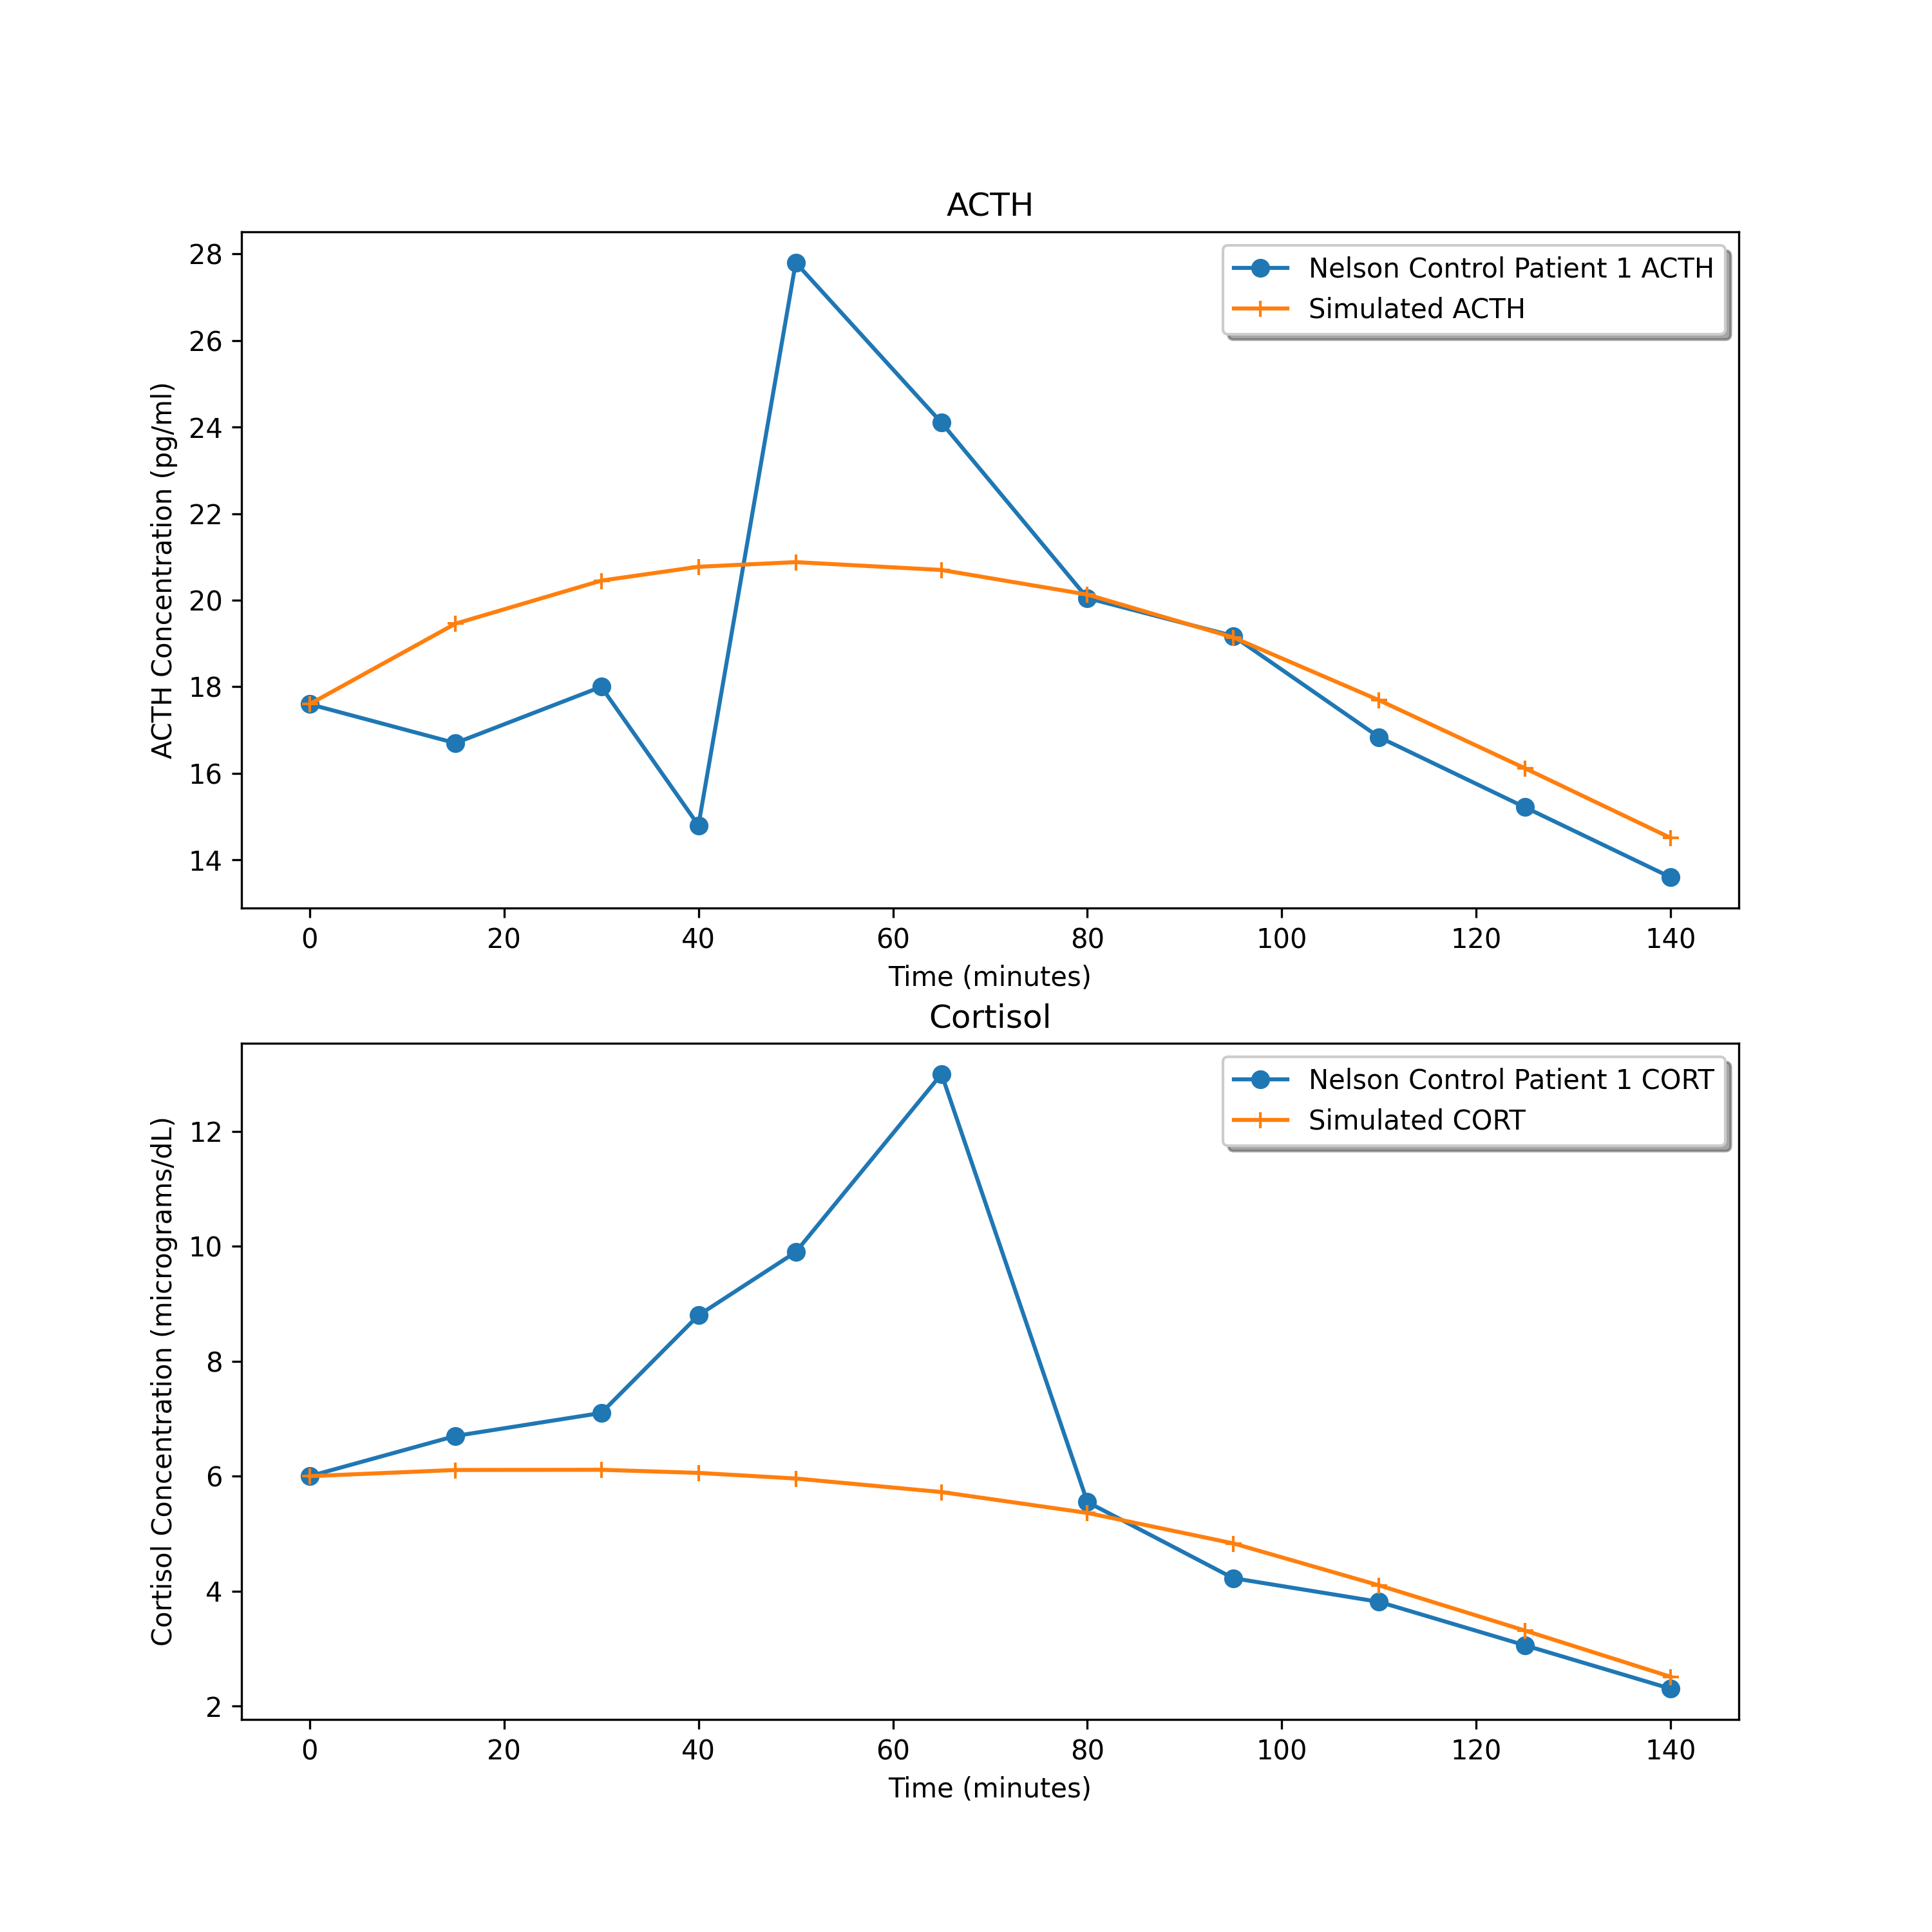 ACTH
28
26
24
22
20
18
16
14
ACTH Concentration (pg/ml)
Nelson Control Patient 1 ACTH
Simulated ACTH
0 20 40 60 80 100 120 140
Time (minutes)
Cortisol
12
10
8
6
4
2
Cortisol Concentration (micrograms/dL)
Nelson Control Patient 1 CORT
Simulated CORT
0 20 40 60 80 100 120 140
Time (minutes)